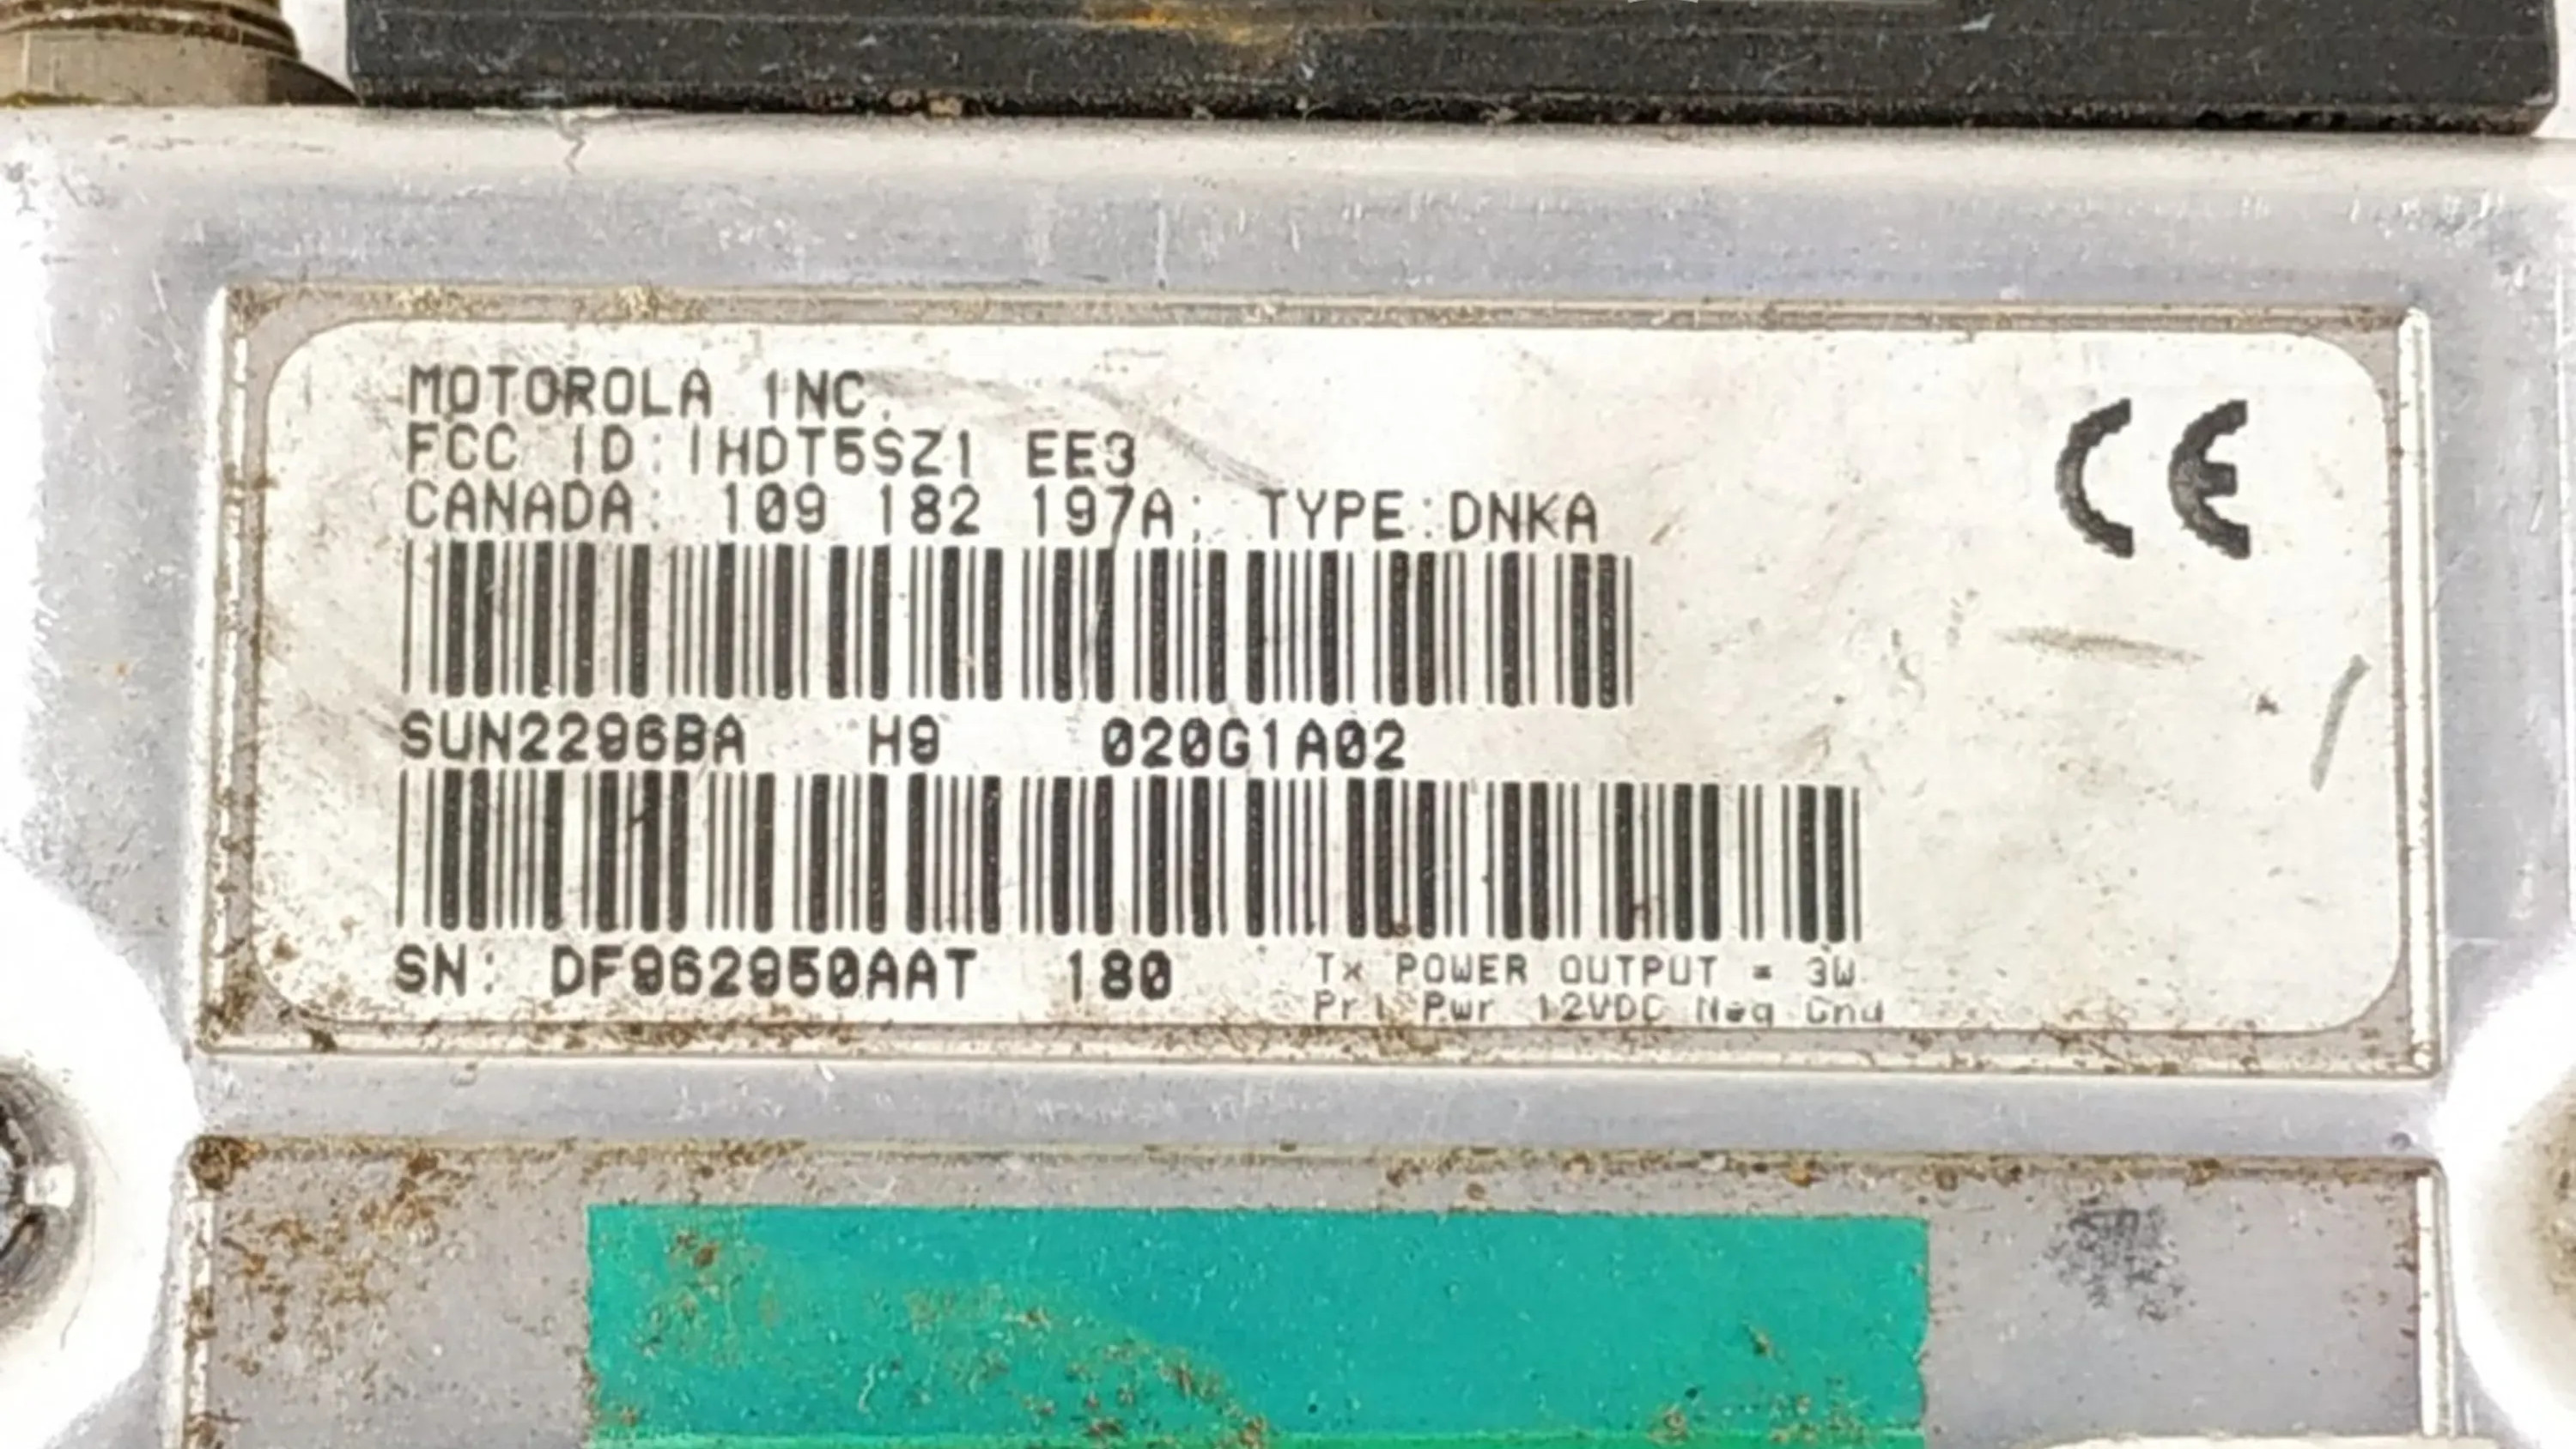 MOTOROLA INC.
FCC ID: IHDT5SZ1 EE3
CANADA: 109 182 197A; TYPE:DNKA
CE
SUN2296BA H9 020G1A02
SN: DF962950AAT 180
Tx POWER OUTPUT = 3W
Pri Pwr 12VDC Neg Gnd